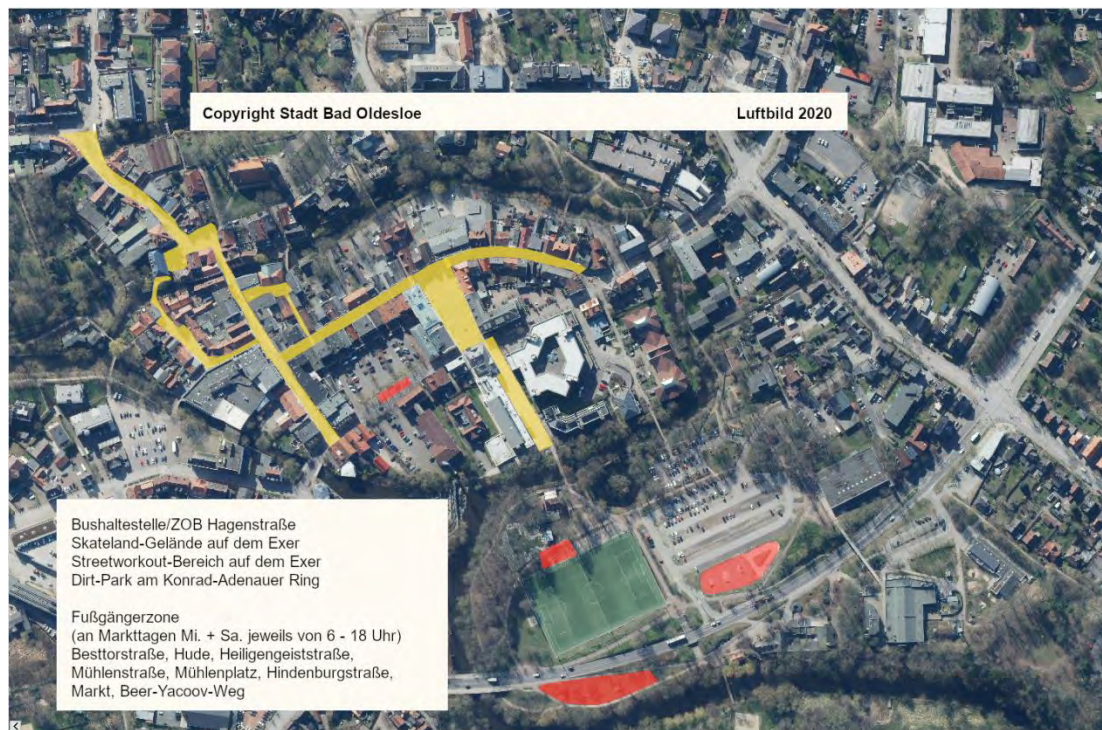 Copyright Stadt Bad Oldesloe Luftbild 2020
Bushaltestelle/ZOB Hagenstraße
Skateland-Gelände auf dem Exer
Streetworkout-Bereich auf dem Exer
Dirt-Park am Konrad-Adenauer Ring
Fußgängerzone
(an Markttagen Mi. + Sa. jeweils von 6 - 18 Uhr)
Besttorstraße, Hude, Heiligengeiststraße,
Mühlenstraße, Mühlenplatz, Hindenburgstraße,
Markt, Beer-Yacoov-Weg